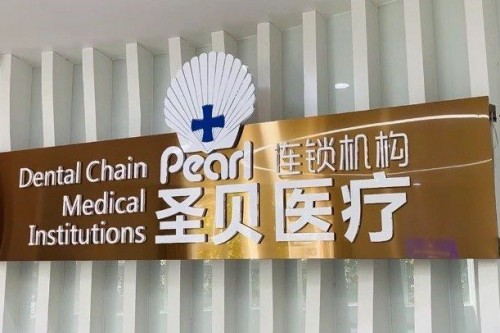 Dental Chain
Medical
Institutions
Pearl 连锁机构
圣贝医疗